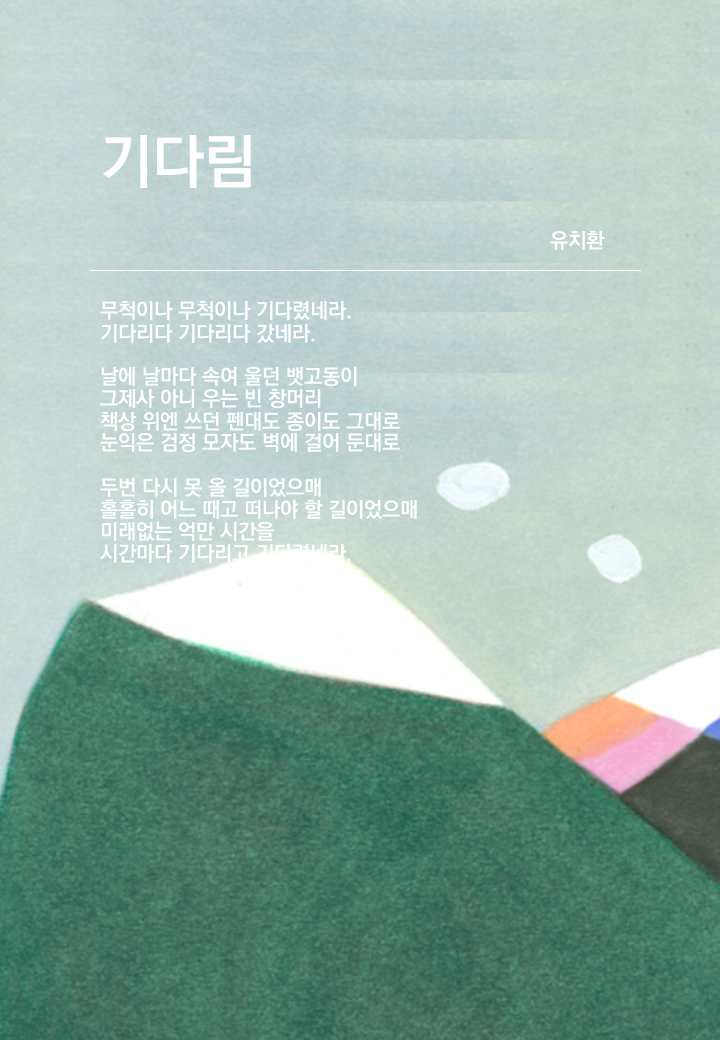 기다림
유치환
무척이나 무척이나 기다렸네라.
기다리다 기다리다 갔네라.
날에 날마다 속여 울던 뱃고동이
그제사 아니 우는 빈 창머리
책상 위엔 쓰던 펜대도 종이도 그대로
눈익은 검정 모자도 벽에 걸어 둔대로
두번 다시 못 올 길이었으매
홀홀히 어느 때고 떠나야 할 길이었으매
미래없는 억만 시간을
시간마다 기다리고 기다렸네라.